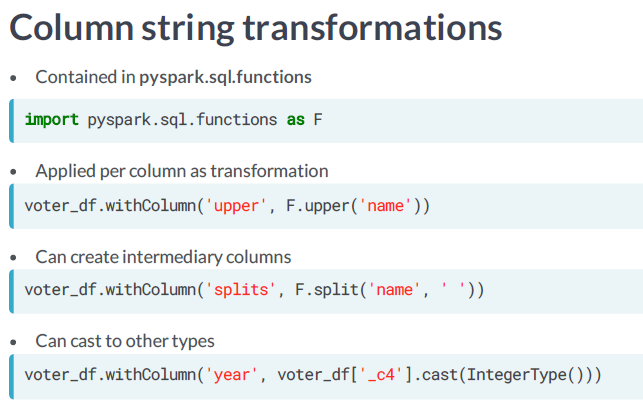 Column string transformations
• Contained in pyspark.sql.functions
import pyspark.sql.functions as F
• Applied per column as transformation
voter_df.withColumn('upper', F.upper('name'))
• Can create intermediary columns
voter_df.withColumn('splits', F.split('name', ' '))
• Can cast to other types
voter_df.withColumn('year', voter_df['_c4'].cast(IntegerType()))